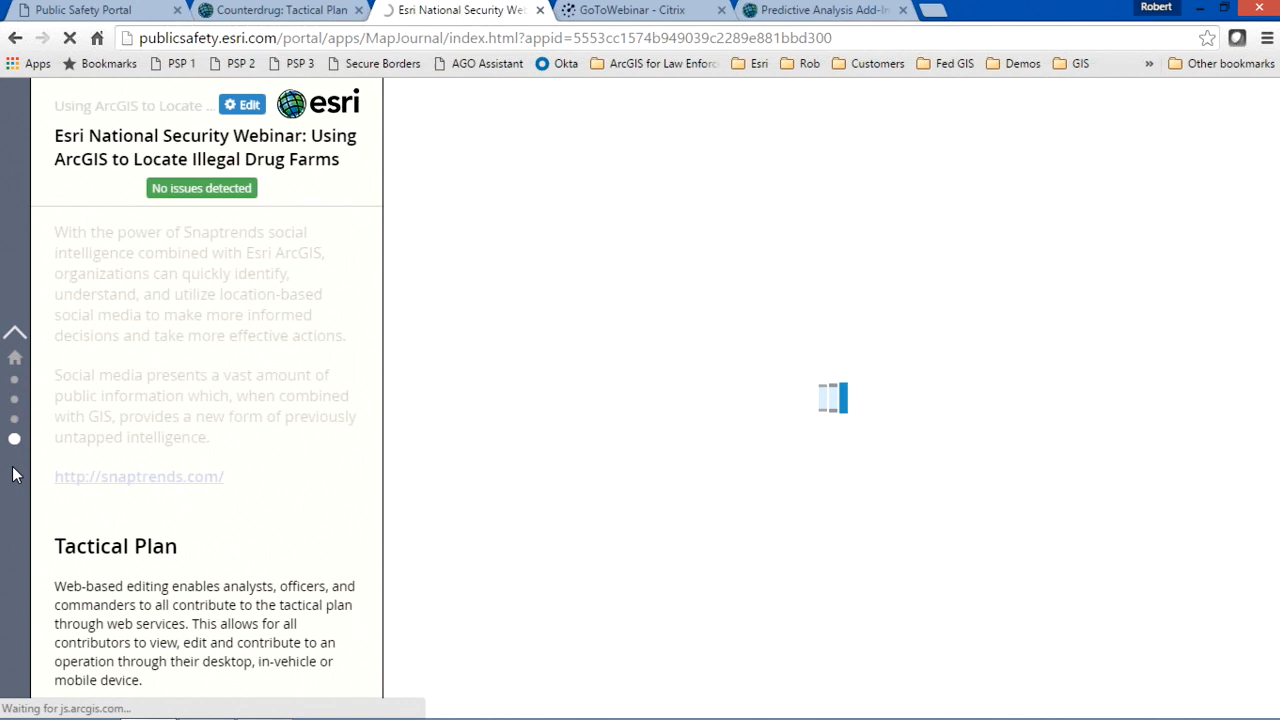 Public Safety Portal
Counterdrug: Tactical Plan
Esri National Security We
GoToWebinar - Citrix
Predictive Analysis Add-In
Robert
publicsafety.esri.com/portal/apps/MapJournal/index.html?appid=5553cc1574b949039c2289e881bbd300
Apps Bookmarks PSP 1 PSP 2 PSP 3 Secure Borders AGO Assistant Okta ArcGIS for Law Enforc Esri Rob Customers Fed GIS Demos GIS » Other bookmarks
Using ArcGIS to Locate ... Edit esri
Esri National Security Webinar: Using
ArcGIS to Locate Illegal Drug Farms
No issues detected
With the power of Snaptrends social
intelligence combined with Esri ArcGIS,
organizations can quickly identify,
understand, and utilize location-based
social media to make more informed
decisions and take more effective actions.
Social media presents a vast amount of
public information which, when combined
with GIS, provides a new form of previously
untapped intelligence.
http://snaptrends.com/
Tactical Plan
Web-based editing enables analysts, officers, and
commanders to all contribute to the tactical plan
through web services. This allows for all
contributors to view, edit and contribute to an
operation through their desktop, in-vehicle or
mobile device.
Waiting for js.arcgis.com...